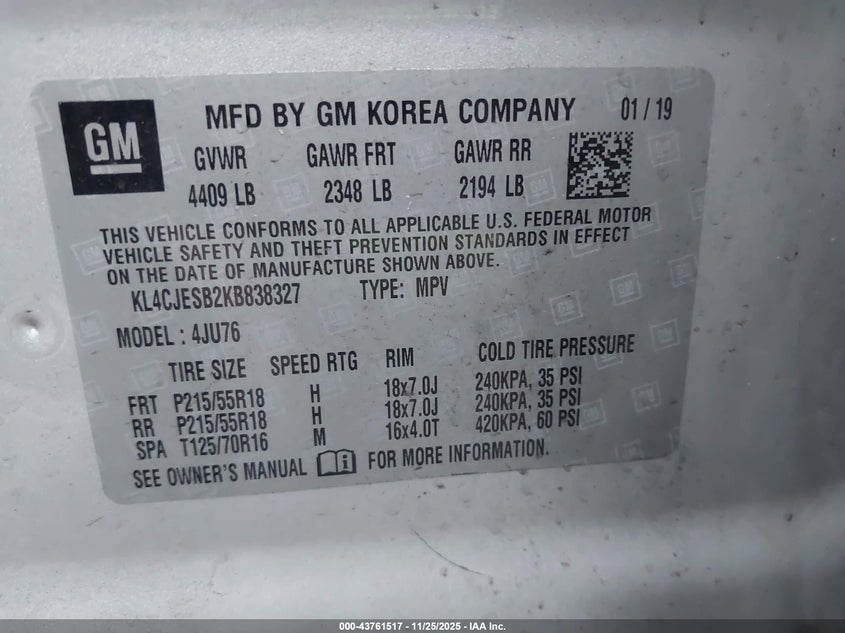 GM
MFD BY GM KOREA COMPANY 01 / 19
GVWR GAWR FRT GAWR RR
4409 LB 2348 LB 2194 LB
THIS VEHICLE CONFORMS TO ALL APPLICABLE U.S. FEDERAL MOTOR
VEHICLE SAFETY AND THEFT PREVENTION STANDARDS IN EFFECT
ON THE DATE OF MANUFACTURE SHOWN ABOVE.
KL4CJESB2KB838327 TYPE: MPV
MODEL : 4JU76
TIRE SIZE SPEED RTG RIM COLD TIRE PRESSURE
FRT P215/55R18 H 18x7.0J 240KPA, 35 PSI
RR P215/55R18 H 18x7.0J 240KPA, 35 PSI
SPA T125/70R16 M 16x4.0T 420KPA, 60 PSI
SEE OWNER'S MANUAL FOR MORE INFORMATION.
000-43761517 - 11/25/2025 - IAA Inc.